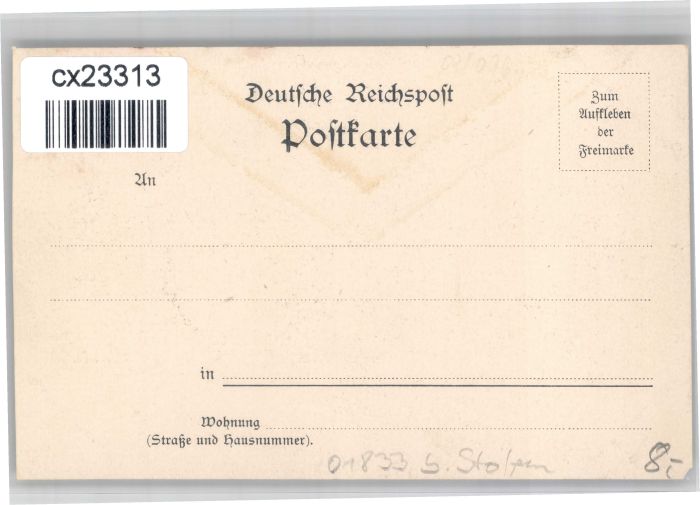 cx23313
Deutſche Reichspoſt
Poſtkarte
Zum
Aufkleben
der
Freimarke
An
in
Wohnung
(Straße und Hausnummer).
01833 b. Stolpen
8,-